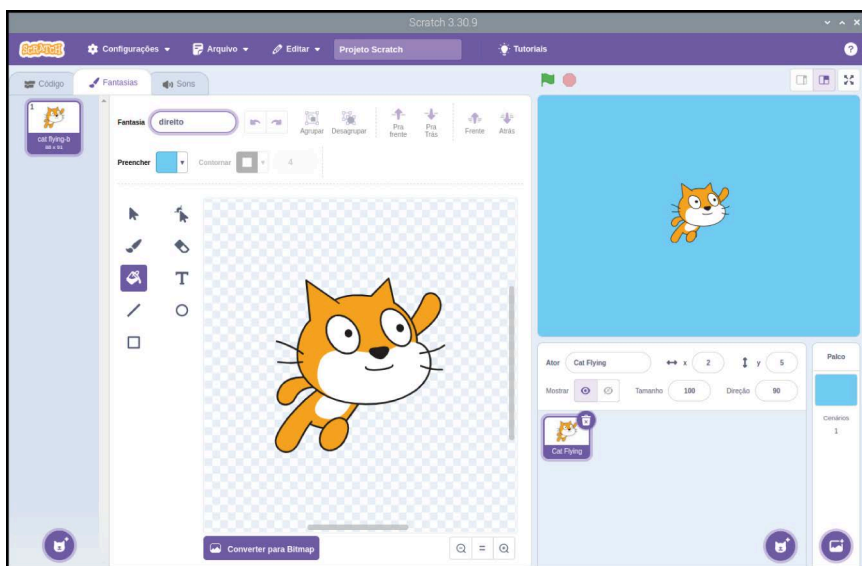 Scratch 3.30.9
SCRATCH
Configurações
Arquivo
Editar
Projeto Scratch
Tutoriais
?
Código
Fantasias
Sons
1
cat flying-b
88 x 91
Fantasia
direito
Agrupar
Desagrupar
Pra frente
Pra Trás
Frente
Atrás
Preencher
Contornar
4
T
Converter para Bitmap
=
Ator
Cat Flying
x
2
y
5
Mostrar
Tamanho
100
Direção
90
Cat Flying
Palco
Cenários
1